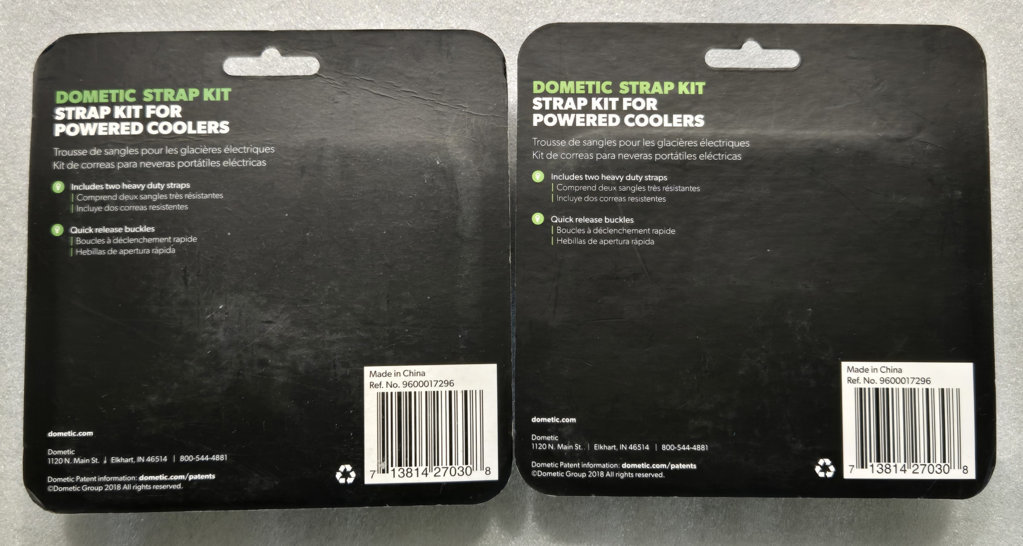 DOMETIC STRAP KIT
STRAP KIT FOR
POWERED COOLERS
Trousse de sangles pour les glacières électriques
Kit de correas para neveras portátiles eléctricas
Includes two heavy duty straps
Comprend deux sangles très résistantes
Incluye dos correas resistentes
Quick release buckles
Boucles à déclenchement rapide
Hebillas de apertura rápida
Made in China
Ref. No. 9600017296
7 13814 27030 8
dometic.com
Dometic
1120 N. Main St. | Elkhart, IN 46514 | 800-544-4881
Dometic Patent information: dometic.com/patents
©Dometic Group 2018 All rights reserved.
DOMETIC STRAP KIT
STRAP KIT FOR
POWERED COOLERS
Trousse de sangles pour les glacières électriques
Kit de correas para neveras portátiles eléctricas
Includes two heavy duty straps
Comprend deux sangles très résistantes
Incluye dos correas resistentes
Quick release buckles
Boucles à déclenchement rapide
Hebillas de apertura rápida
Made in China
Ref. No. 9600017296
7 13814 27030 8
dometic.com
Dometic
1120 N. Main St. | Elkhart, IN 46514 | 800-544-4881
Dometic Patent information: dometic.com/patents
©Dometic Group 2018 All rights reserved.